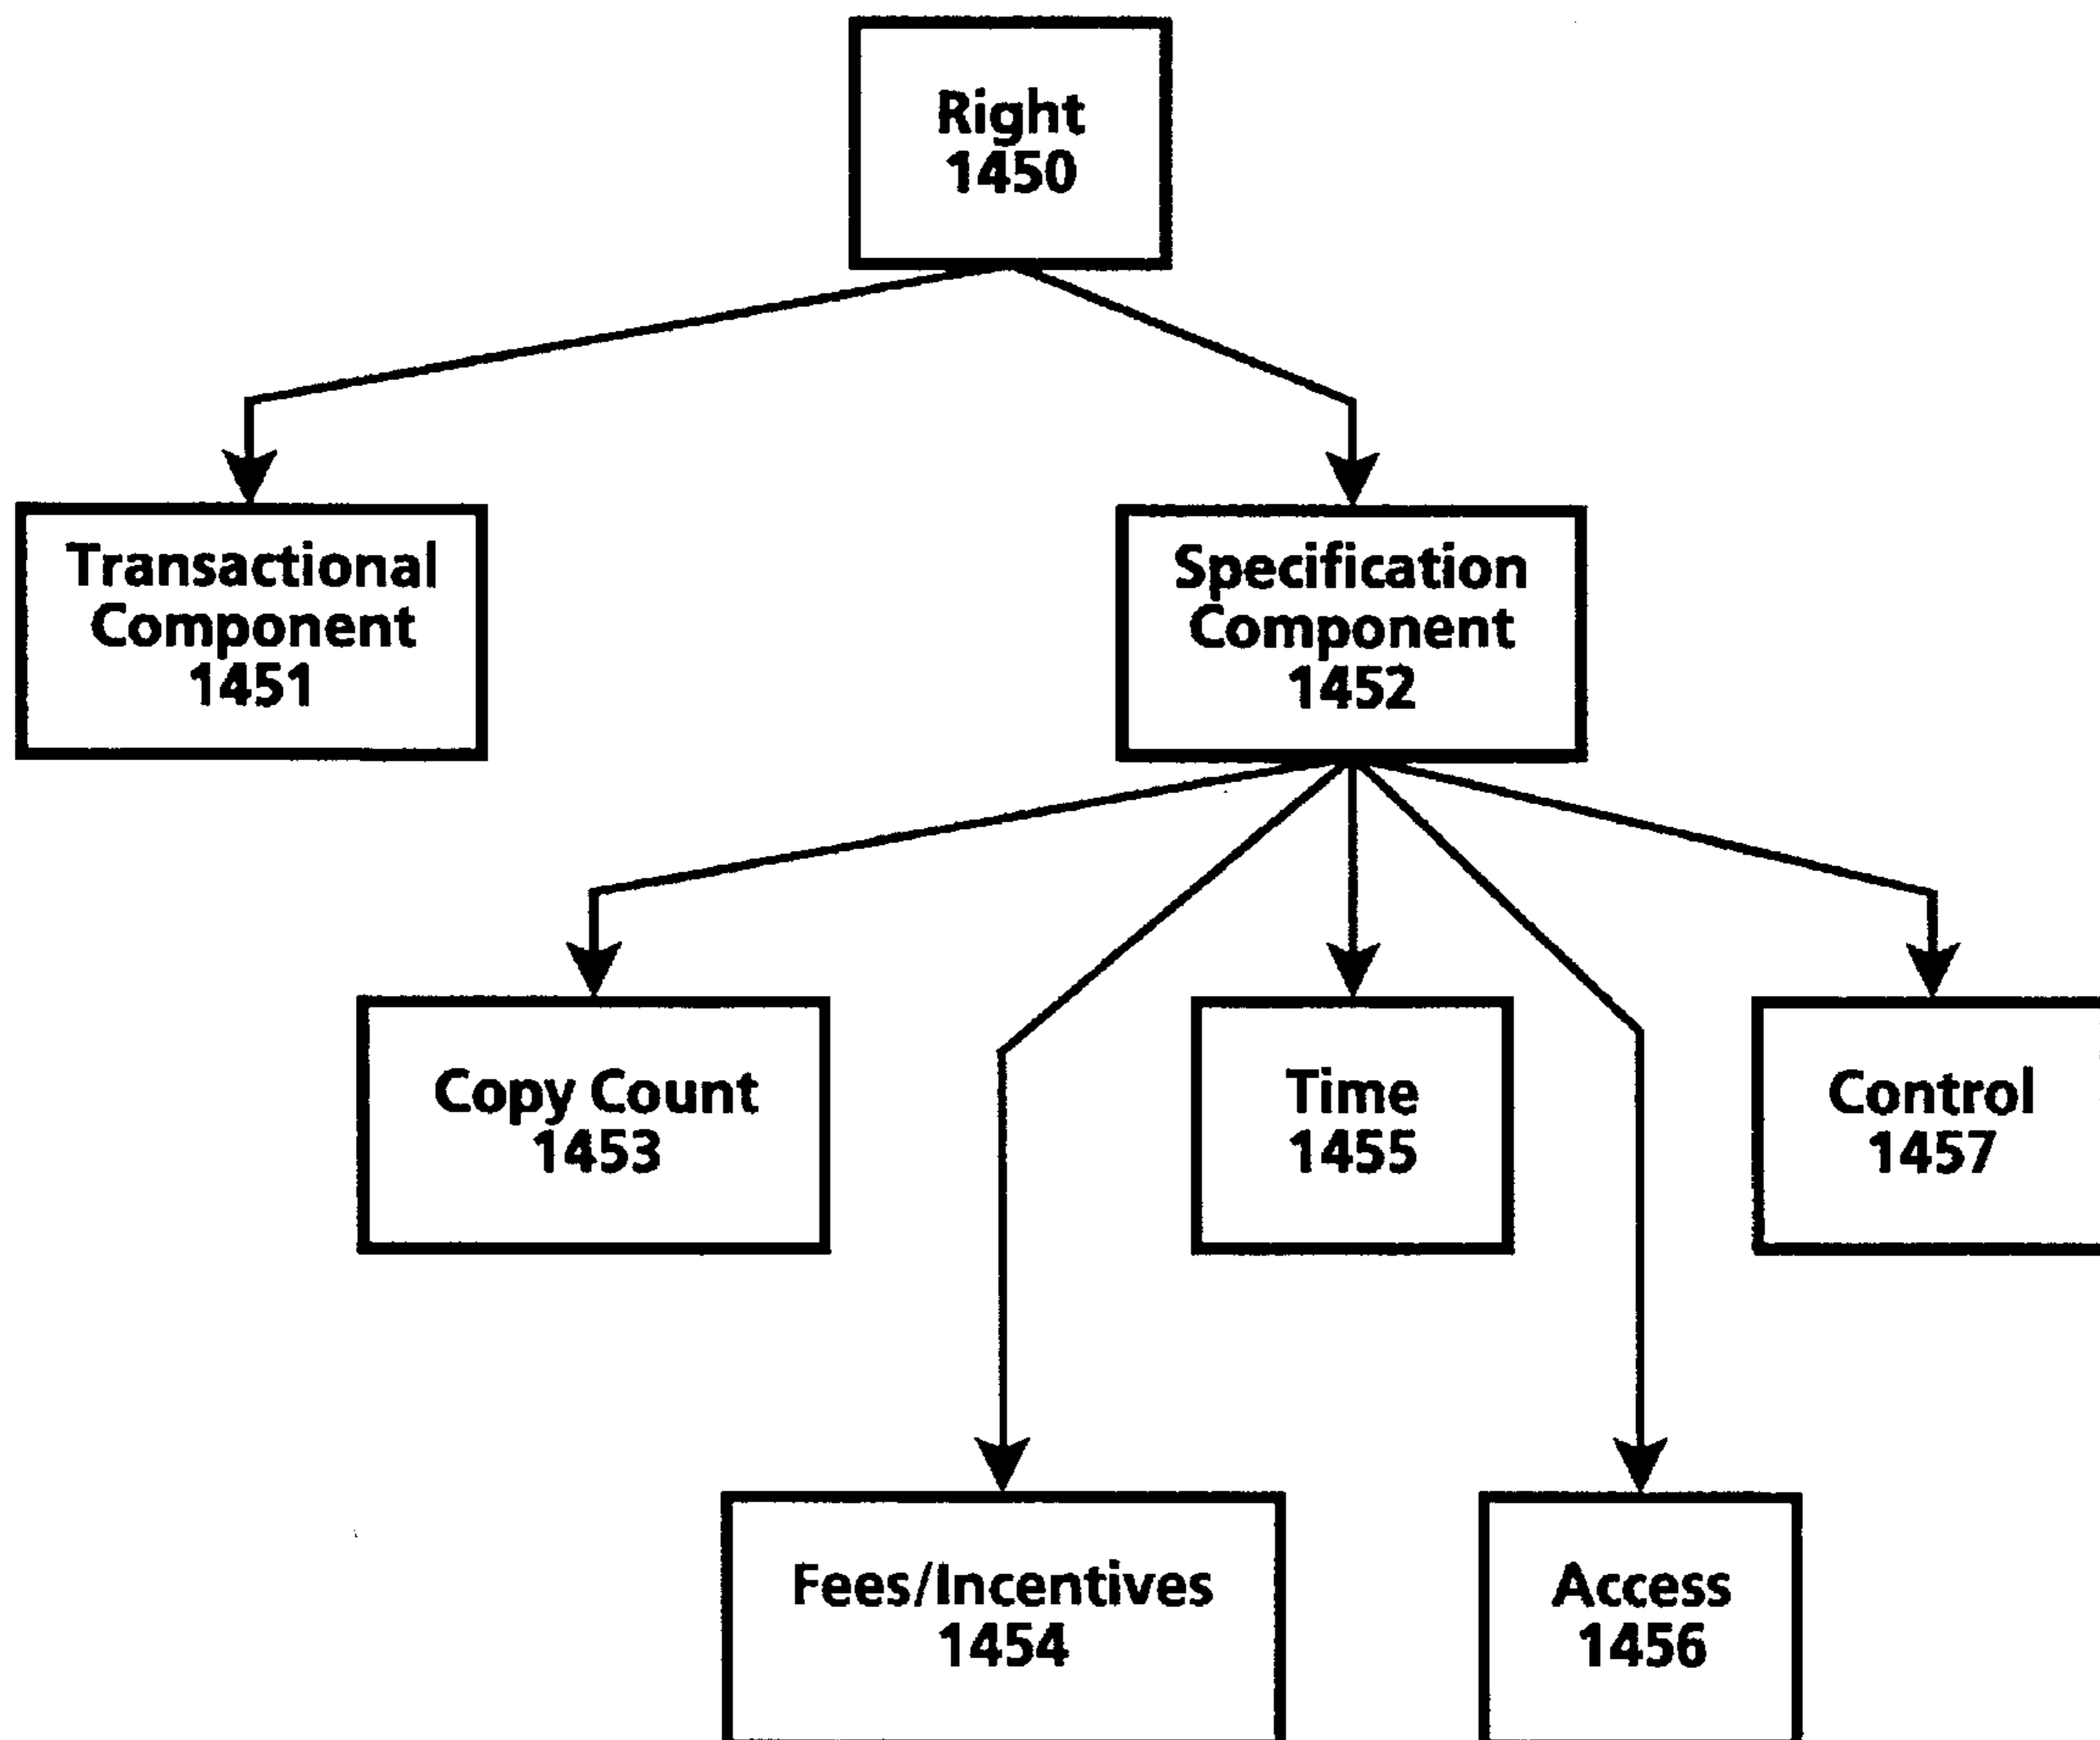 Right
1450
Transactional
Component
1451
Specification
Component
1452
Copy Count
1453
Time
1455
Control
1457
Fees/Incentives
1454
Access
1456